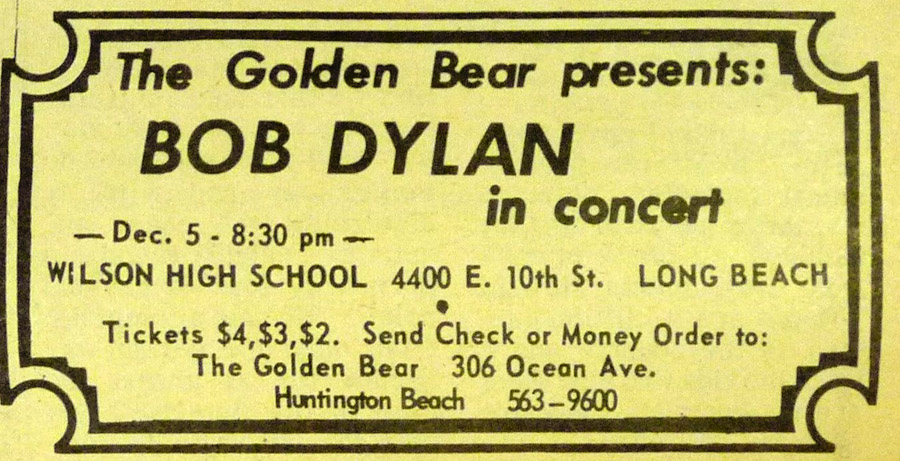 The Golden Bear presents:
BOB DYLAN
in concert
— Dec. 5 - 8:30 pm —
WILSON HIGH SCHOOL 4400 E. 10th St. LONG BEACH
Tickets $4,$3,$2. Send Check or Money Order to:
The Golden Bear 306 Ocean Ave.
Huntington Beach 563–9600